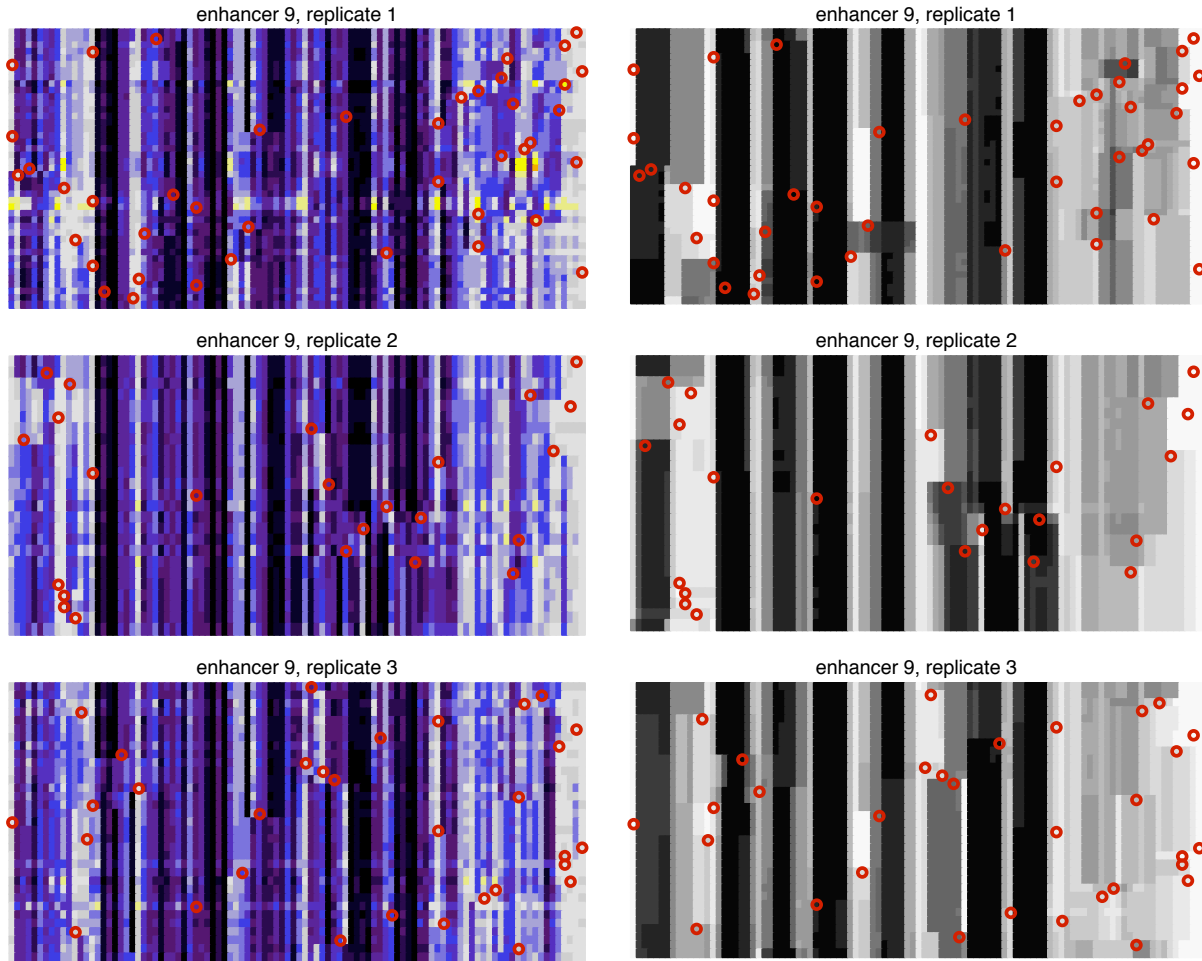 enhancer 9, replicate 1
enhancer 9, replicate 1
enhancer 9, replicate 2
enhancer 9, replicate 2
enhancer 9, replicate 3
enhancer 9, replicate 3